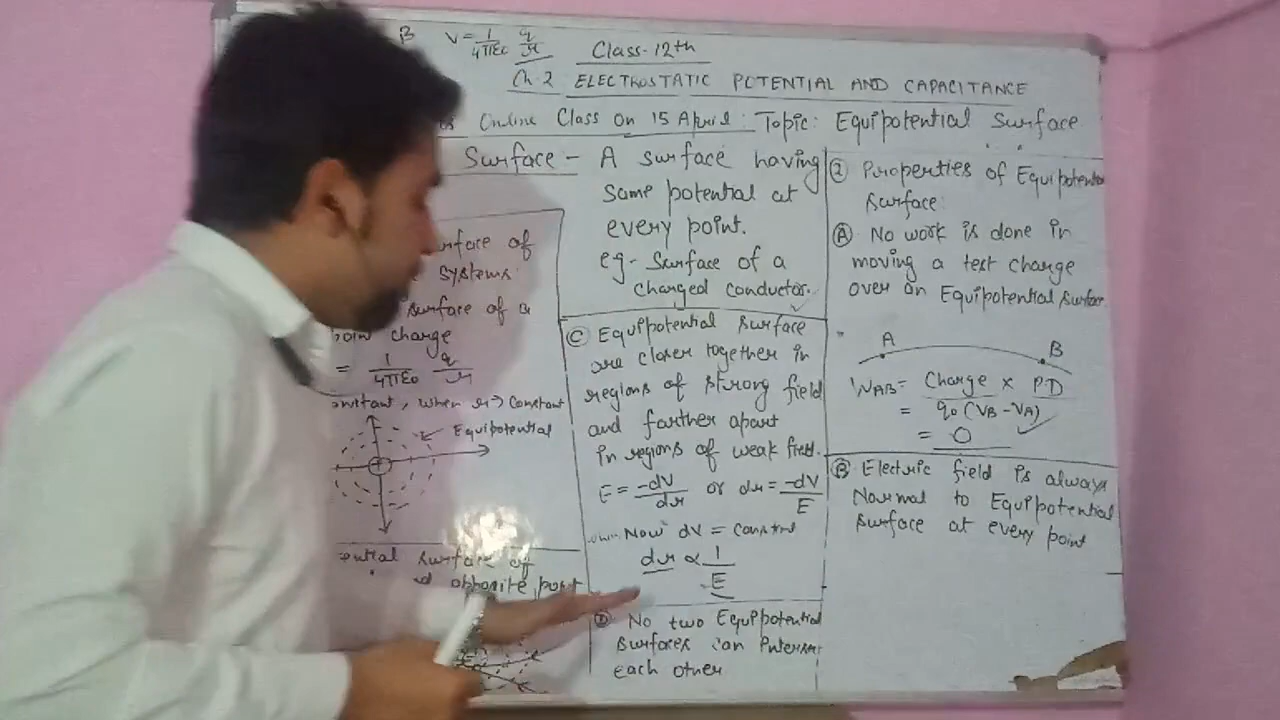 B V = 1/4πε₀ q/r Class-12th
Ch-2 ELECTROSTATIC POTENTIAL AND CAPACITANCE
Online Class on 15 April: Topic: Equipotential Surface
Surface - A surface having
same potential at
every point.
eg- Surface of a
charged conductor.
surface of
systems:
surface of a
charge
= 1/4πε₀ q/r
constant, when r → constant
Equipotential
+
surface of
opposite point
Ⓒ Equipotential surface
are closer together in
regions of strong field
and farther apart
in regions of weak field.
E = -dV/dr or dr = -dV/E
Now dV = constant
dr ∝ 1/E
Ⓓ No two Equipotential
surfaces can intersect
each other
② Properties of Equipotential
Surface:
Ⓐ No work is done in
moving a test charge
over an Equipotential surface
A B
WAB = Charge × PD
= q₀ (VB - VA)
= 0
Ⓑ Electric field is always
Normal to Equipotential
surface at every point